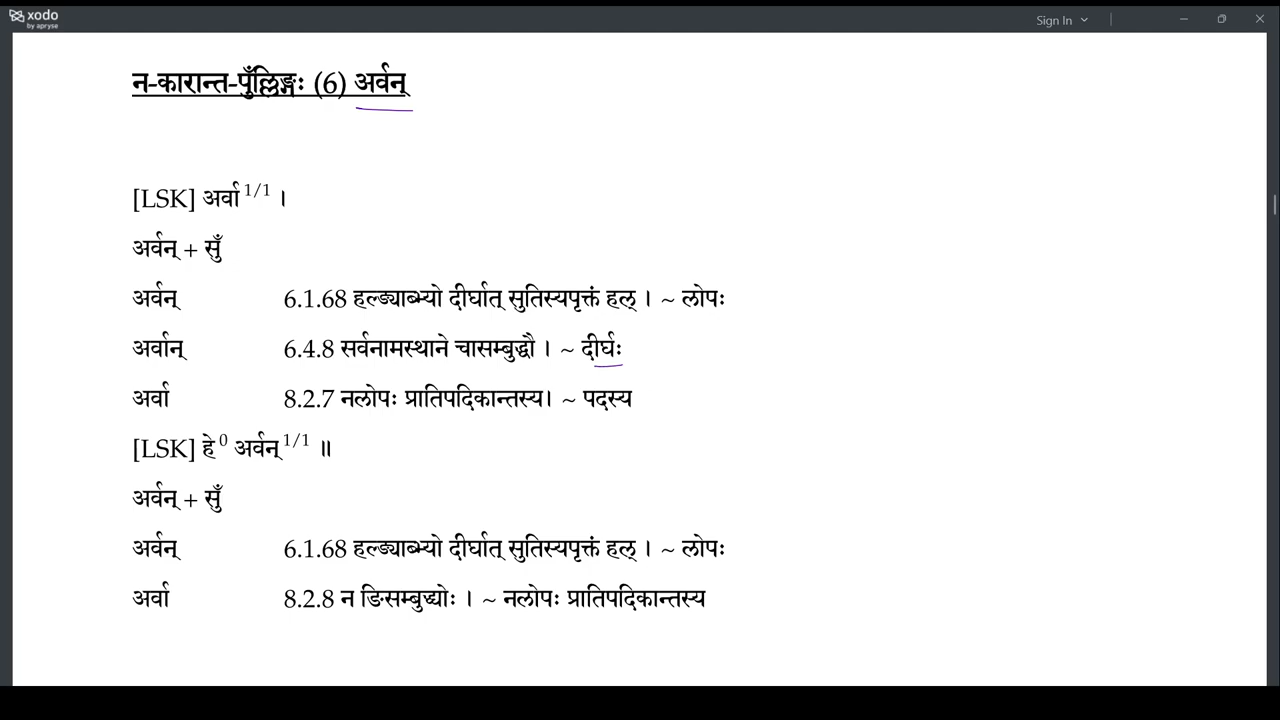 xodo
by apryse
Sign In
न-कारान्त-पुँल्लिङ्गः (6) अर्वन्
[LSK] अर्वा 1/1 ।
अर्वन् + सुँ
अर्वन् 6.1.68 हल्ङ्याब्भ्यो दीर्घात् सुतिस्यपृक्तं हल् । ~ लोपः
अर्वान् 6.4.8 सर्वनामस्थाने चासम्बुद्धौ । ~ दीर्घः
अर्वा 8.2.7 नलोपः प्रातिपदिकान्तस्य। ~ पदस्य
[LSK] हे 0 अर्वन् 1/1 ॥
अर्वन् + सुँ
अर्वन् 6.1.68 हल्ङ्याब्भ्यो दीर्घात् सुतिस्यपृक्तं हल् । ~ लोपः
अर्वा 8.2.8 न ङिसम्बुद्ध्योः । ~ नलोपः प्रातिपदिकान्तस्य